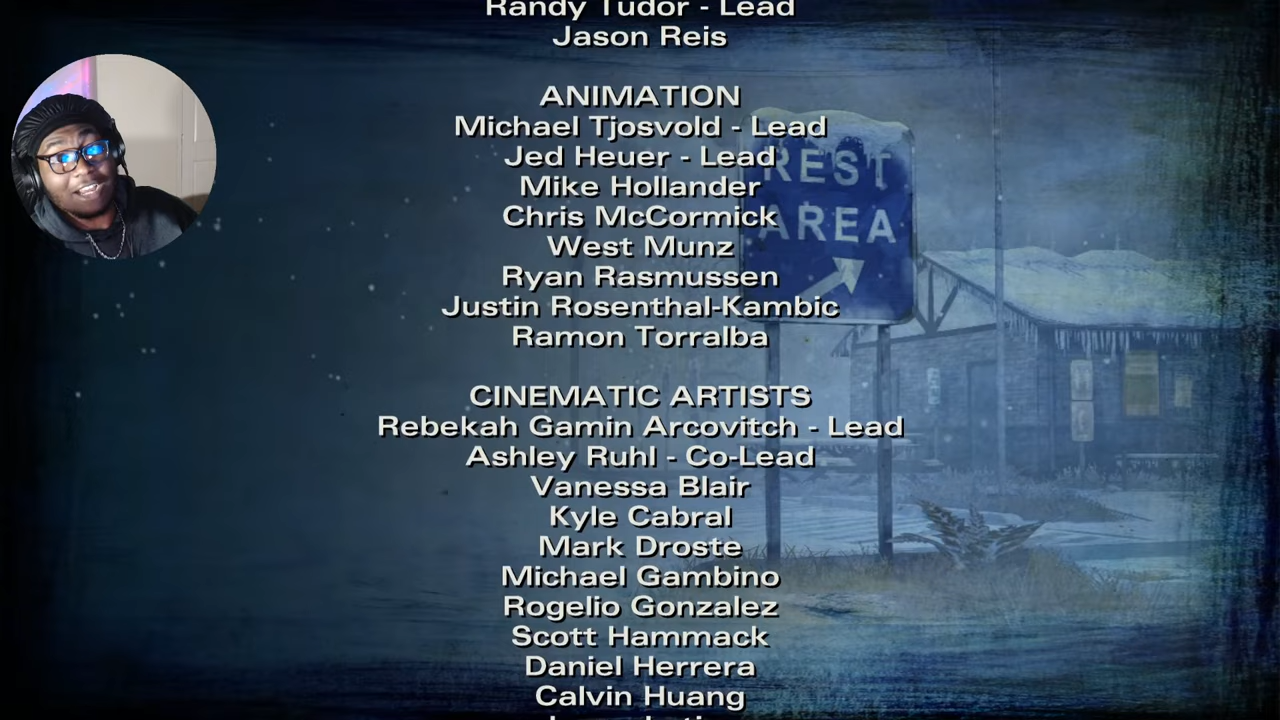 Randy Tudor - Lead
Jason Reis
ANIMATION
Michael Tjosvold - Lead
Jed Heuer - Lead
Mike Hollander
Chris McCormick
West Munz
Ryan Rasmussen
Justin Rosenthal-Kambic
Ramon Torralba
CINEMATIC ARTISTS
Rebekah Gamin Arcovitch - Lead
Ashley Ruhl - Co-Lead
Vanessa Blair
Kyle Cabral
Mark Droste
Michael Gambino
Rogelio Gonzalez
Scott Hammack
Daniel Herrera
Calvin Huang
REST
AREA